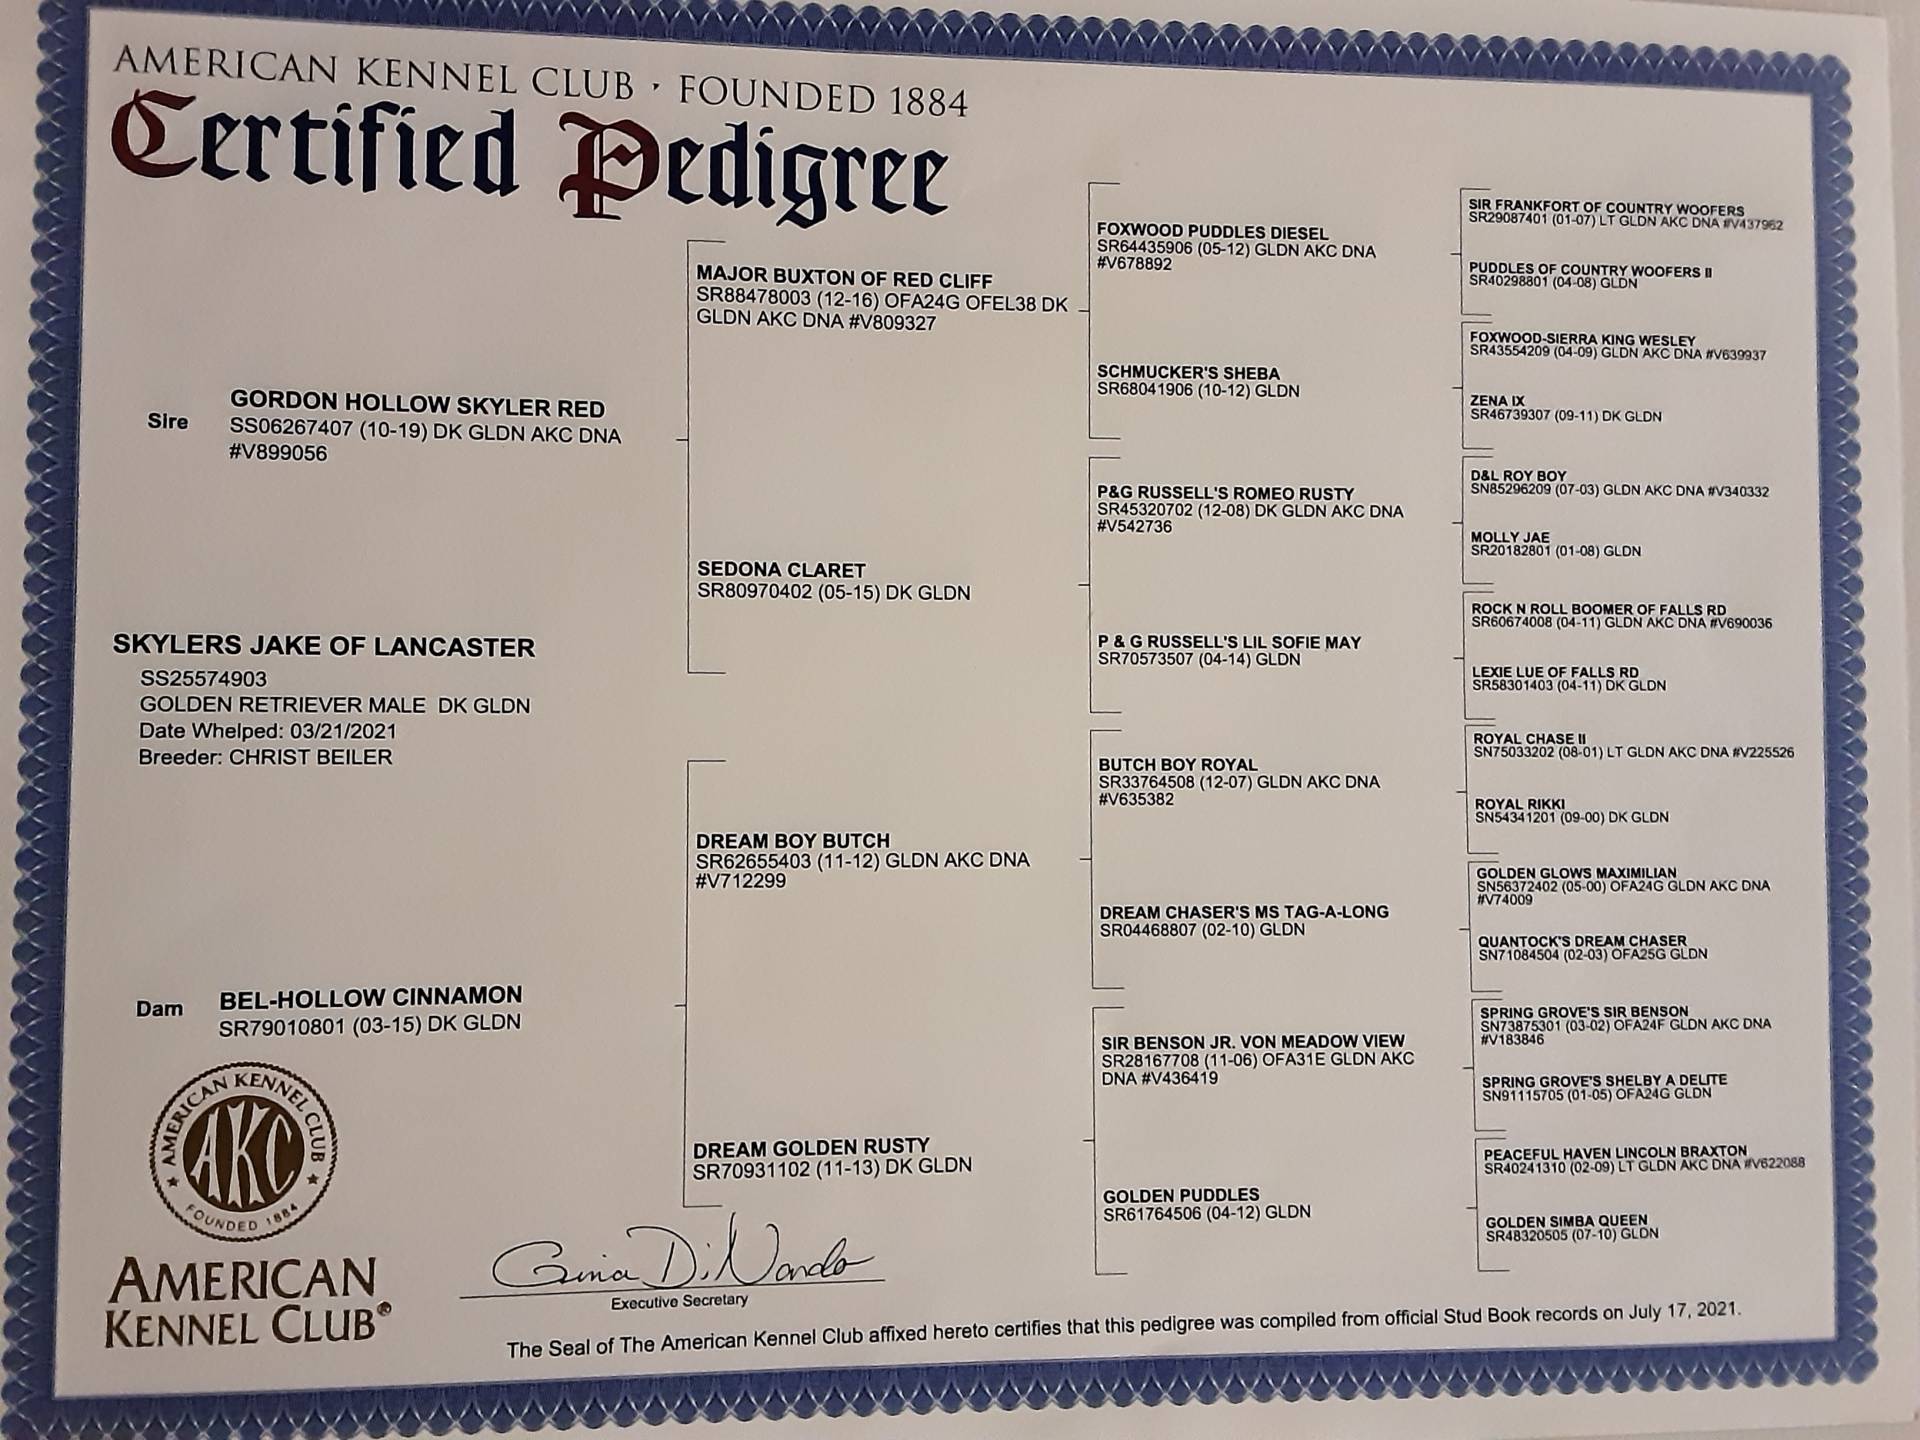 AMERICAN KENNEL CLUB · FOUNDED 1884
Certified Pedigree
Sire
GORDON HOLLOW SKYLER RED
SS06267407 (10-19) DK GLDN AKC DNA
#V899056
SKYLERS JAKE OF LANCASTER
SS25574903
GOLDEN RETRIEVER MALE DK GLDN
Date Whelped: 03/21/2021
Breeder: CHRIST BEILER
Dam
BEL-HOLLOW CINNAMON
SR79010801 (03-15) DK GLDN
MAJOR BUXTON OF RED CLIFF
SR88478003 (12-16) OFA24G OFEL38 DK
GLDN AKC DNA #V809327
SEDONA CLARET
SR80970402 (05-15) DK GLDN
DREAM BOY BUTCH
SR62655403 (11-12) GLDN AKC DNA
#V712299
DREAM GOLDEN RUSTY
SR70931102 (11-13) DK GLDN
FOXWOOD PUDDLES DIESEL
SR64435906 (05-12) GLDN AKC DNA
#V678892
SCHMUCKER'S SHEBA
SR68041906 (10-12) GLDN
P&G RUSSELL'S ROMEO RUSTY
SR45320702 (12-08) DK GLDN AKC DNA
#V542736
P & G RUSSELL'S LIL SOFIE MAY
SR70573507 (04-14) GLDN
BUTCH BOY ROYAL
SR33764508 (12-07) GLDN AKC DNA
#V635382
DREAM CHASER'S MS TAG-A-LONG
SR04468807 (02-10) GLDN
SIR BENSON JR. VON MEADOW VIEW
SR28167708 (11-06) OFA31E GLDN AKC
DNA #V436419
GOLDEN PUDDLES
SR61764506 (04-12) GLDN
SIR FRANKFORT OF COUNTRY WOOFERS
SR29087401 (01-07) LT GLDN AKC DNA #V437962
PUDDLES OF COUNTRY WOOFERS II
SR40298801 (04-08) GLDN
FOXWOOD-SIERRA KING WESLEY
SR43554209 (04-09) GLDN AKC DNA #V639937
ZENA IX
SR46739307 (09-11) DK GLDN
D&L ROY BOY
SN85296209 (07-03) GLDN AKC DNA #V340332
MOLLY JAE
SR20182801 (01-08) GLDN
ROCK N ROLL BOOMER OF FALLS RD
SR60674008 (04-11) GLDN AKC DNA #V690036
LEXIE LUE OF FALLS RD
SR58301403 (04-11) DK GLDN
ROYAL CHASE II
SN75033202 (08-01) LT GLDN AKC DNA #V225526
ROYAL RIKKI
SN54341201 (09-00) DK GLDN
GOLDEN GLOWS MAXIMILIAN
SN56372402 (05-00) OFA24G GLDN AKC DNA
#V74009
QUANTOCK'S DREAM CHASER
SN71084504 (02-03) OFA25G GLDN
SPRING GROVE'S SIR BENSON
SN73875301 (03-02) OFA24F GLDN AKC DNA
#V183846
SPRING GROVE'S SHELBY A DELITE
SN91115705 (01-05) OFA24G GLDN
PEACEFUL HAVEN LINCOLN BRAXTON
SR40241310 (02-09) LT GLDN AKC DNA #V622088
GOLDEN SIMBA QUEEN
SR48320505 (07-10) GLDN
AMERICAN KENNEL CLUB
AKC
FOUNDED 1884
AMERICAN
KENNEL CLUB®
Gina DiNardo
Executive Secretary
The Seal of The American Kennel Club affixed hereto certifies that this pedigree was compiled from official Stud Book records on July 17, 2021.